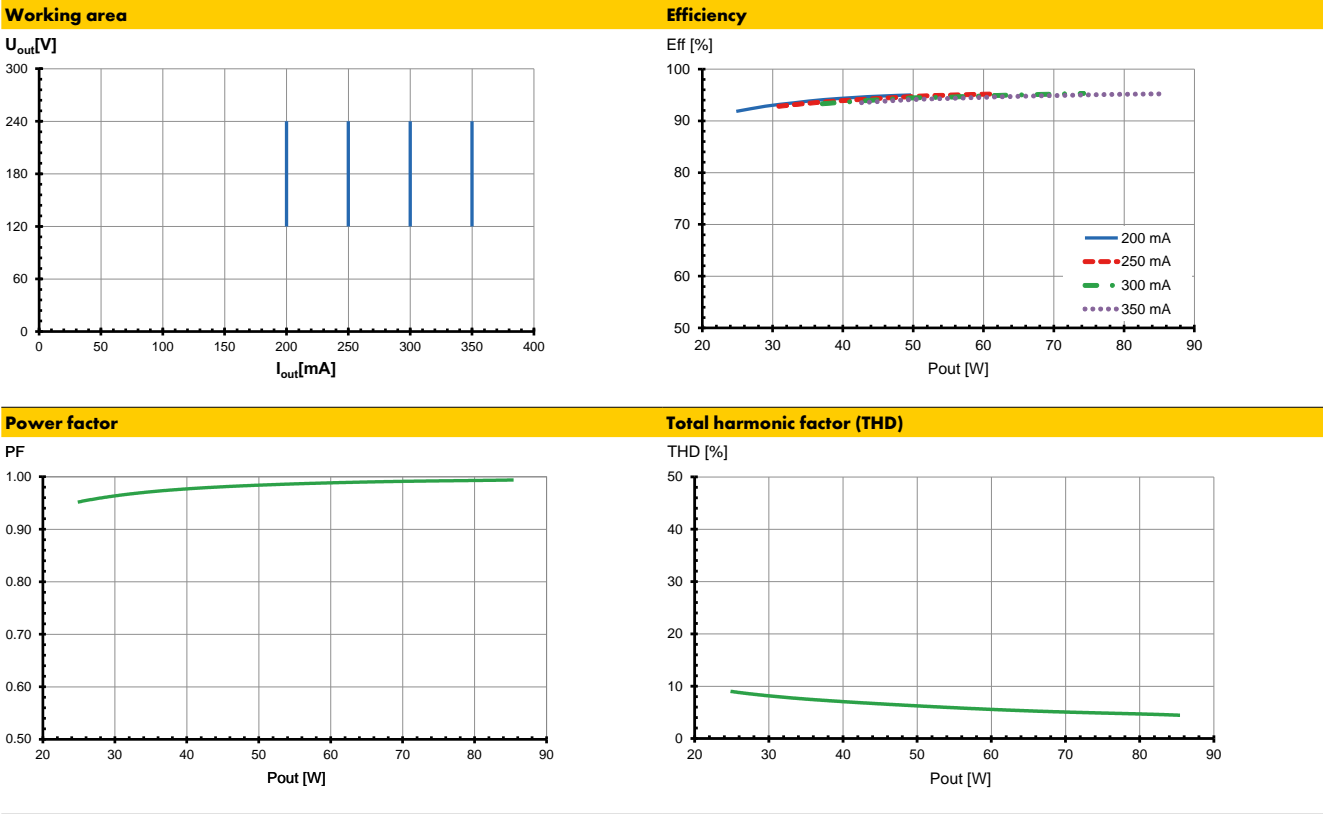 Working area
Efficiency
Uout[V]
Eff [%]
300
240
180
120
60
0
0 50 100 150 200 250 300 350 400
Iout[mA]
100
90
80
70
60
50
200 mA
250 mA
300 mA
350 mA
20 30 40 50 60 70 80 90
Pout [W]
Power factor
Total harmonic factor (THD)
PF
THD [%]
1.00
0.90
0.80
0.70
0.60
0.50
20 30 40 50 60 70 80 90
Pout [W]
50
40
30
20
10
0
20 30 40 50 60 70 80 90
Pout [W]